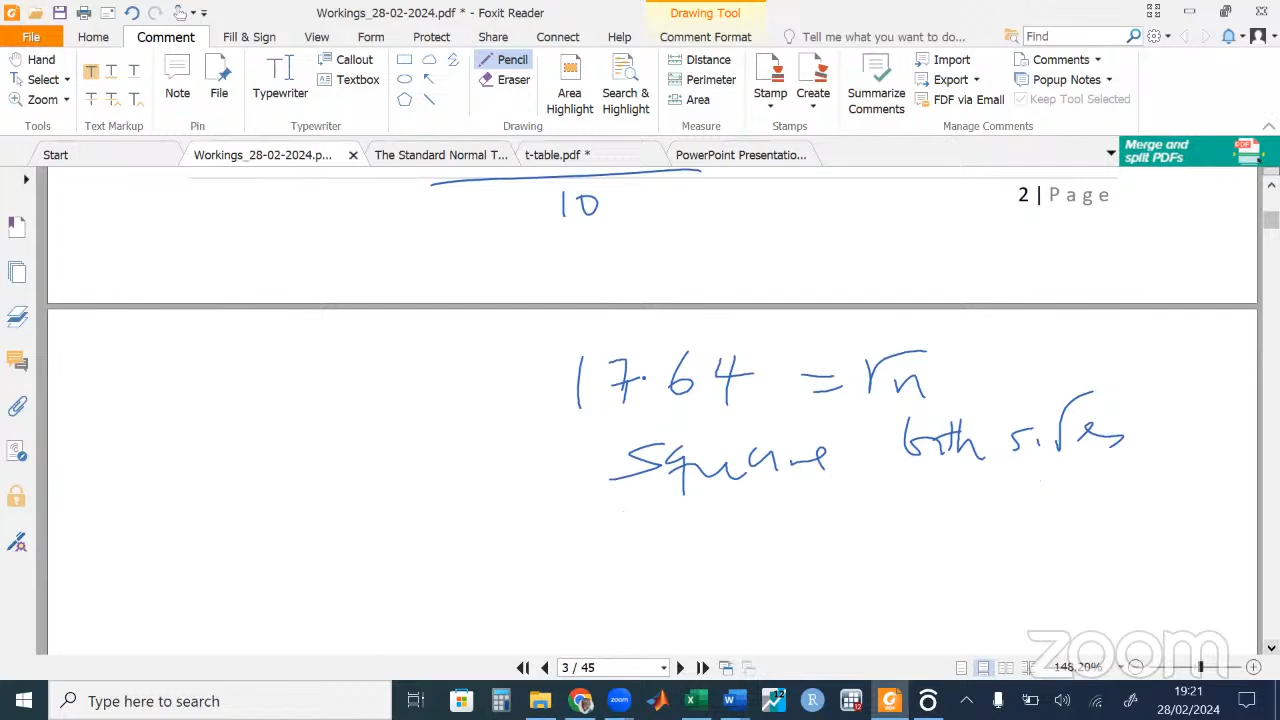 Workings_28-02-2024.pdf * - Foxit Reader
Drawing Tool
File Home Comment Fill & Sign View Form Protect Share Connect Help Comment Format Tell me what you want to do... Find
Hand
Select
Zoom
Tools
Text Markup
Note
File
Pin
Typewriter
Callout
Textbox
Typewriter
Pencil
Eraser
Area Highlight
Search & Highlight
Drawing
Distance
Perimeter
Area
Measure
Stamp
Create
Stamps
Summarize Comments
Import
Export
FDF via Email
Comments
Popup Notes
Keep Tool Selected
Manage Comments
Start
Workings_28-02-2024.p...
The Standard Normal T...
t-table.pdf *
PowerPoint Presentatio...
Merge and split PDFs
10
2 | Page
17.64 = √n
square both sides
zoom
3 / 45
148.20%
Type here to search
19:21
28/02/2024